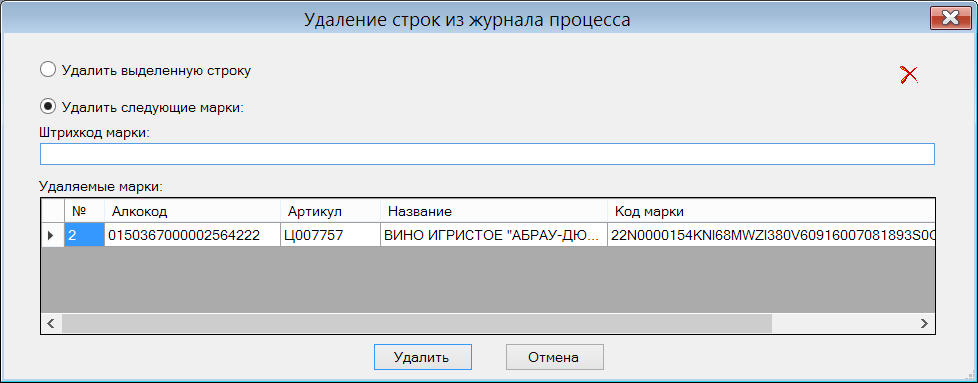 Удаление строк из журнала процесса
Удалить выделенную строку
Удалить следующие марки:
Штрихкод марки:
Удаляемые марки:
№ Алкокод Артикул Название Код марки
2 0150367000002564222 Ц007757 ВИНО ИГРИСТОЕ "АБРАУ-ДЮ... 22N0000154KNI68MWZI380V60916007081893S0
Удалить Отмена